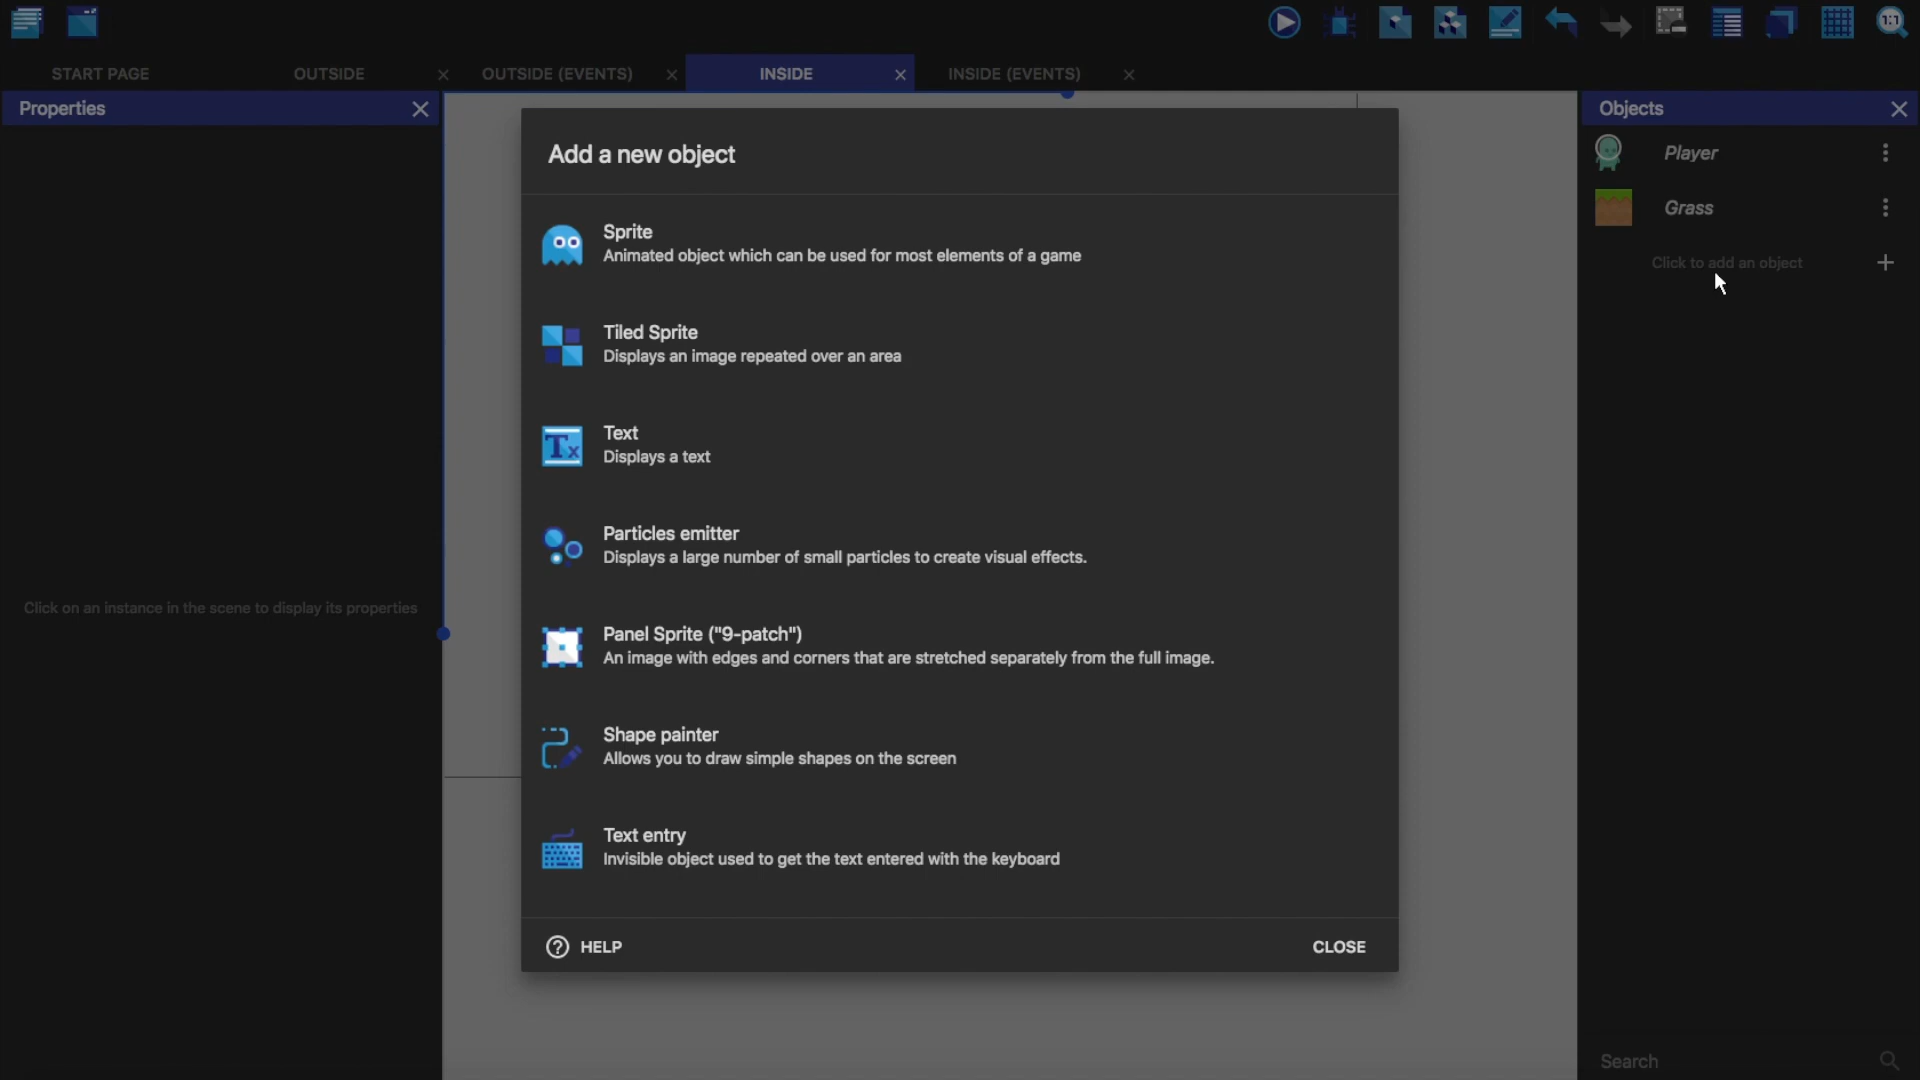 START PAGE
OUTSIDE
OUTSIDE (EVENTS)
INSIDE
INSIDE (EVENTS)
Properties
Click on an instance in the scene to display its properties
Add a new object
Sprite
Animated object which can be used for most elements of a game
Tiled Sprite
Displays an image repeated over an area
Tx
Text
Displays a text
Particles emitter
Displays a large number of small particles to create visual effects.
Panel Sprite ("9-patch")
An image with edges and corners that are stretched separately from the full image.
Shape painter
Allows you to draw simple shapes on the screen
Text entry
Invisible object used to get the text entered with the keyboard
? HELP
CLOSE
1:1
Objects
Player
Grass
Click to add an object
Search